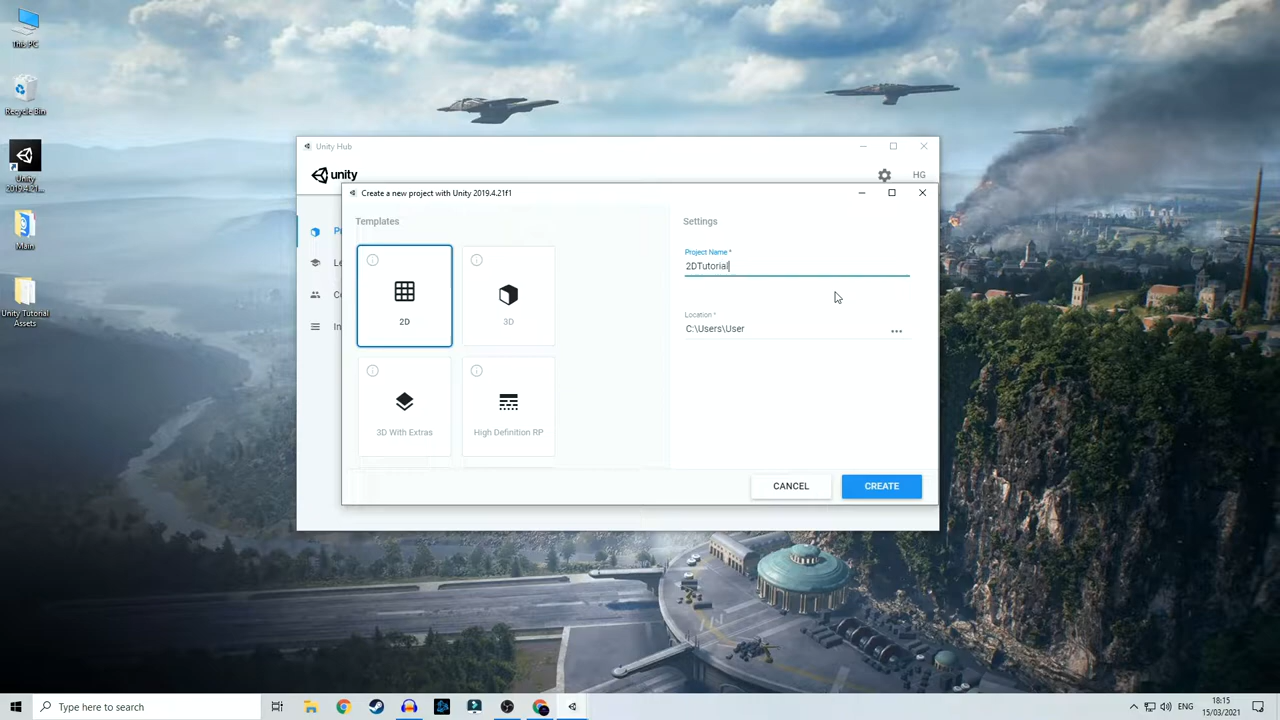 This PC
Recycle Bin
Unity
2019.4.21...
Main
Unity Tutorial
Assets
Unity Hub
unity
HG
Create a new project with Unity 2019.4.21f1
Templates
Settings
2D
3D
3D With Extras
High Definition RP
Project Name *
2DTutorial
Location *
C:\Users\User
•••
CANCEL
CREATE
Type here to search
ENG
18:15
15/03/2021